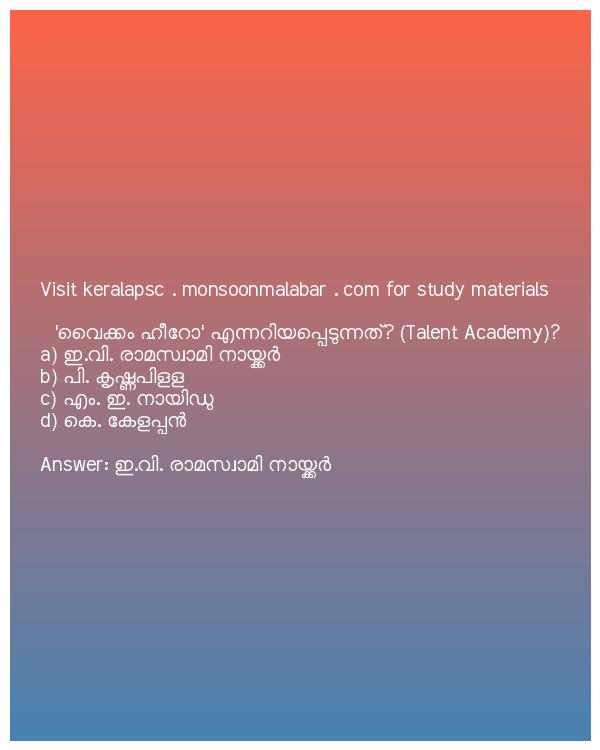 Visit keralapsc . monsoonmalabar . com for study materials
'വൈക്കം ഹീറോ' എന്നറിയപ്പെടുന്നത്? (Talent Academy)?
a) ഇ.വി. രാമസ്വാമി നായ്ക്കർ
b) പി. കൃഷ്ണപിളള
c) എം. ഇ. നായിഡു
d) കെ. കേളപ്പൻ
Answer: ഇ.വി. രാമസ്വാമി നായ്ക്കർ